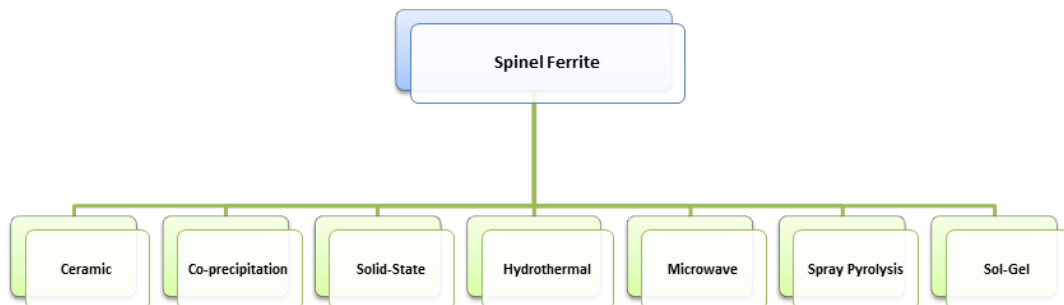 Spinel Ferrite
Ceramic
Co-precipitation
Solid-State
Hydrothermal
Microwave
Spray Pyrolysis
Sol-Gel